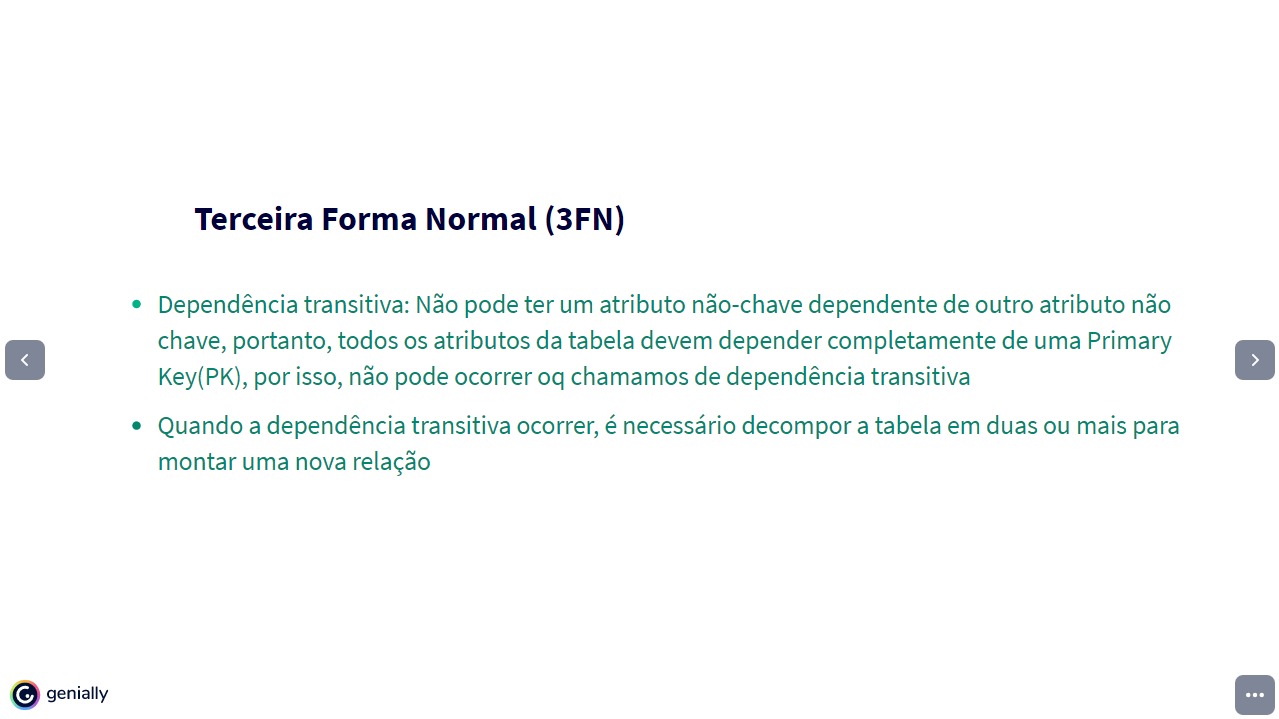 Terceira Forma Normal (3FN)
• Dependência transitiva: Não pode ter um atributo não-chave dependente de outro atributo não
chave, portanto, todos os atributos da tabela devem depender completamente de uma Primary
Key(PK), por isso, não pode ocorrer oq chamamos de dependência transitiva
• Quando a dependência transitiva ocorrer, é necessário decompor a tabela em duas ou mais para
montar uma nova relação
genially